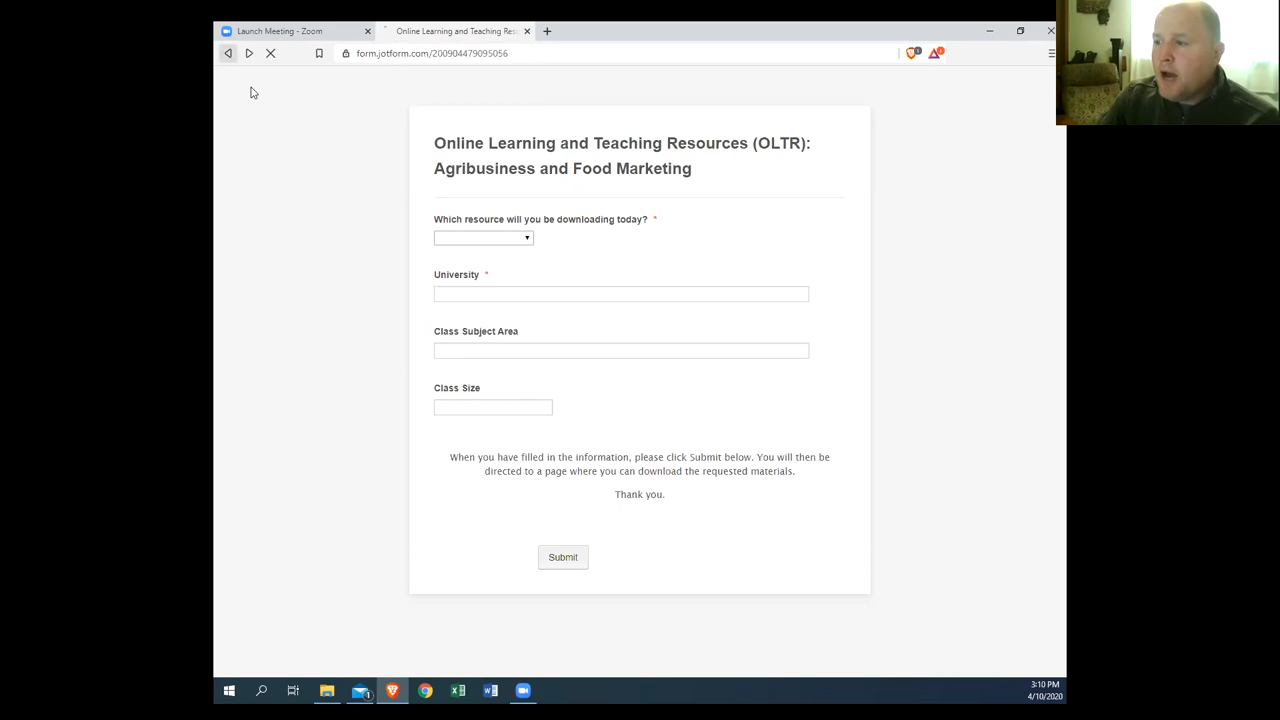 Launch Meeting - Zoom
Online Learning and Teaching Res
form.jotform.com/200904479095056
Online Learning and Teaching Resources (OLTR):
Agribusiness and Food Marketing
Which resource will you be downloading today? *
University *
Class Subject Area
Class Size
When you have filled in the information, please click Submit below. You will then be
directed to a page where you can download the requested materials.
Thank you.
Submit
3:10 PM
4/10/2020